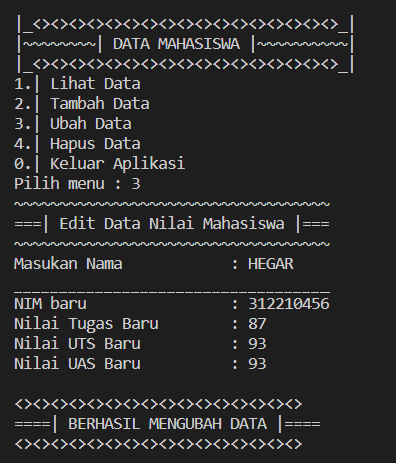 |_<><><><><><><><><><><><><><><><><>_|
|~~~~~~~~| DATA MAHASISWA |~~~~~~~~~~|
|_<><><><><><><><><><><><><><><><><>_|
1.| Lihat Data
2.| Tambah Data
3.| Ubah Data
4.| Hapus Data
0.| Keluar Aplikasi
Pilih menu : 3
~~~~~~~~~~~~~~~~~~~~~~~~~~~~~~~~~~~
===| Edit Data Nilai Mahasiswa |===
~~~~~~~~~~~~~~~~~~~~~~~~~~~~~~~~~~~
Masukan Nama            : HEGAR
___________________________________
NIM baru                : 312210456
Nilai Tugas Baru        : 87
Nilai UTS Baru          : 93
Nilai UAS Baru          : 93
<><><><><><><><><><><><><><><><>
====| BERHASIL MENGUBAH DATA |====
<><><><><><><><><><><><><><><><>